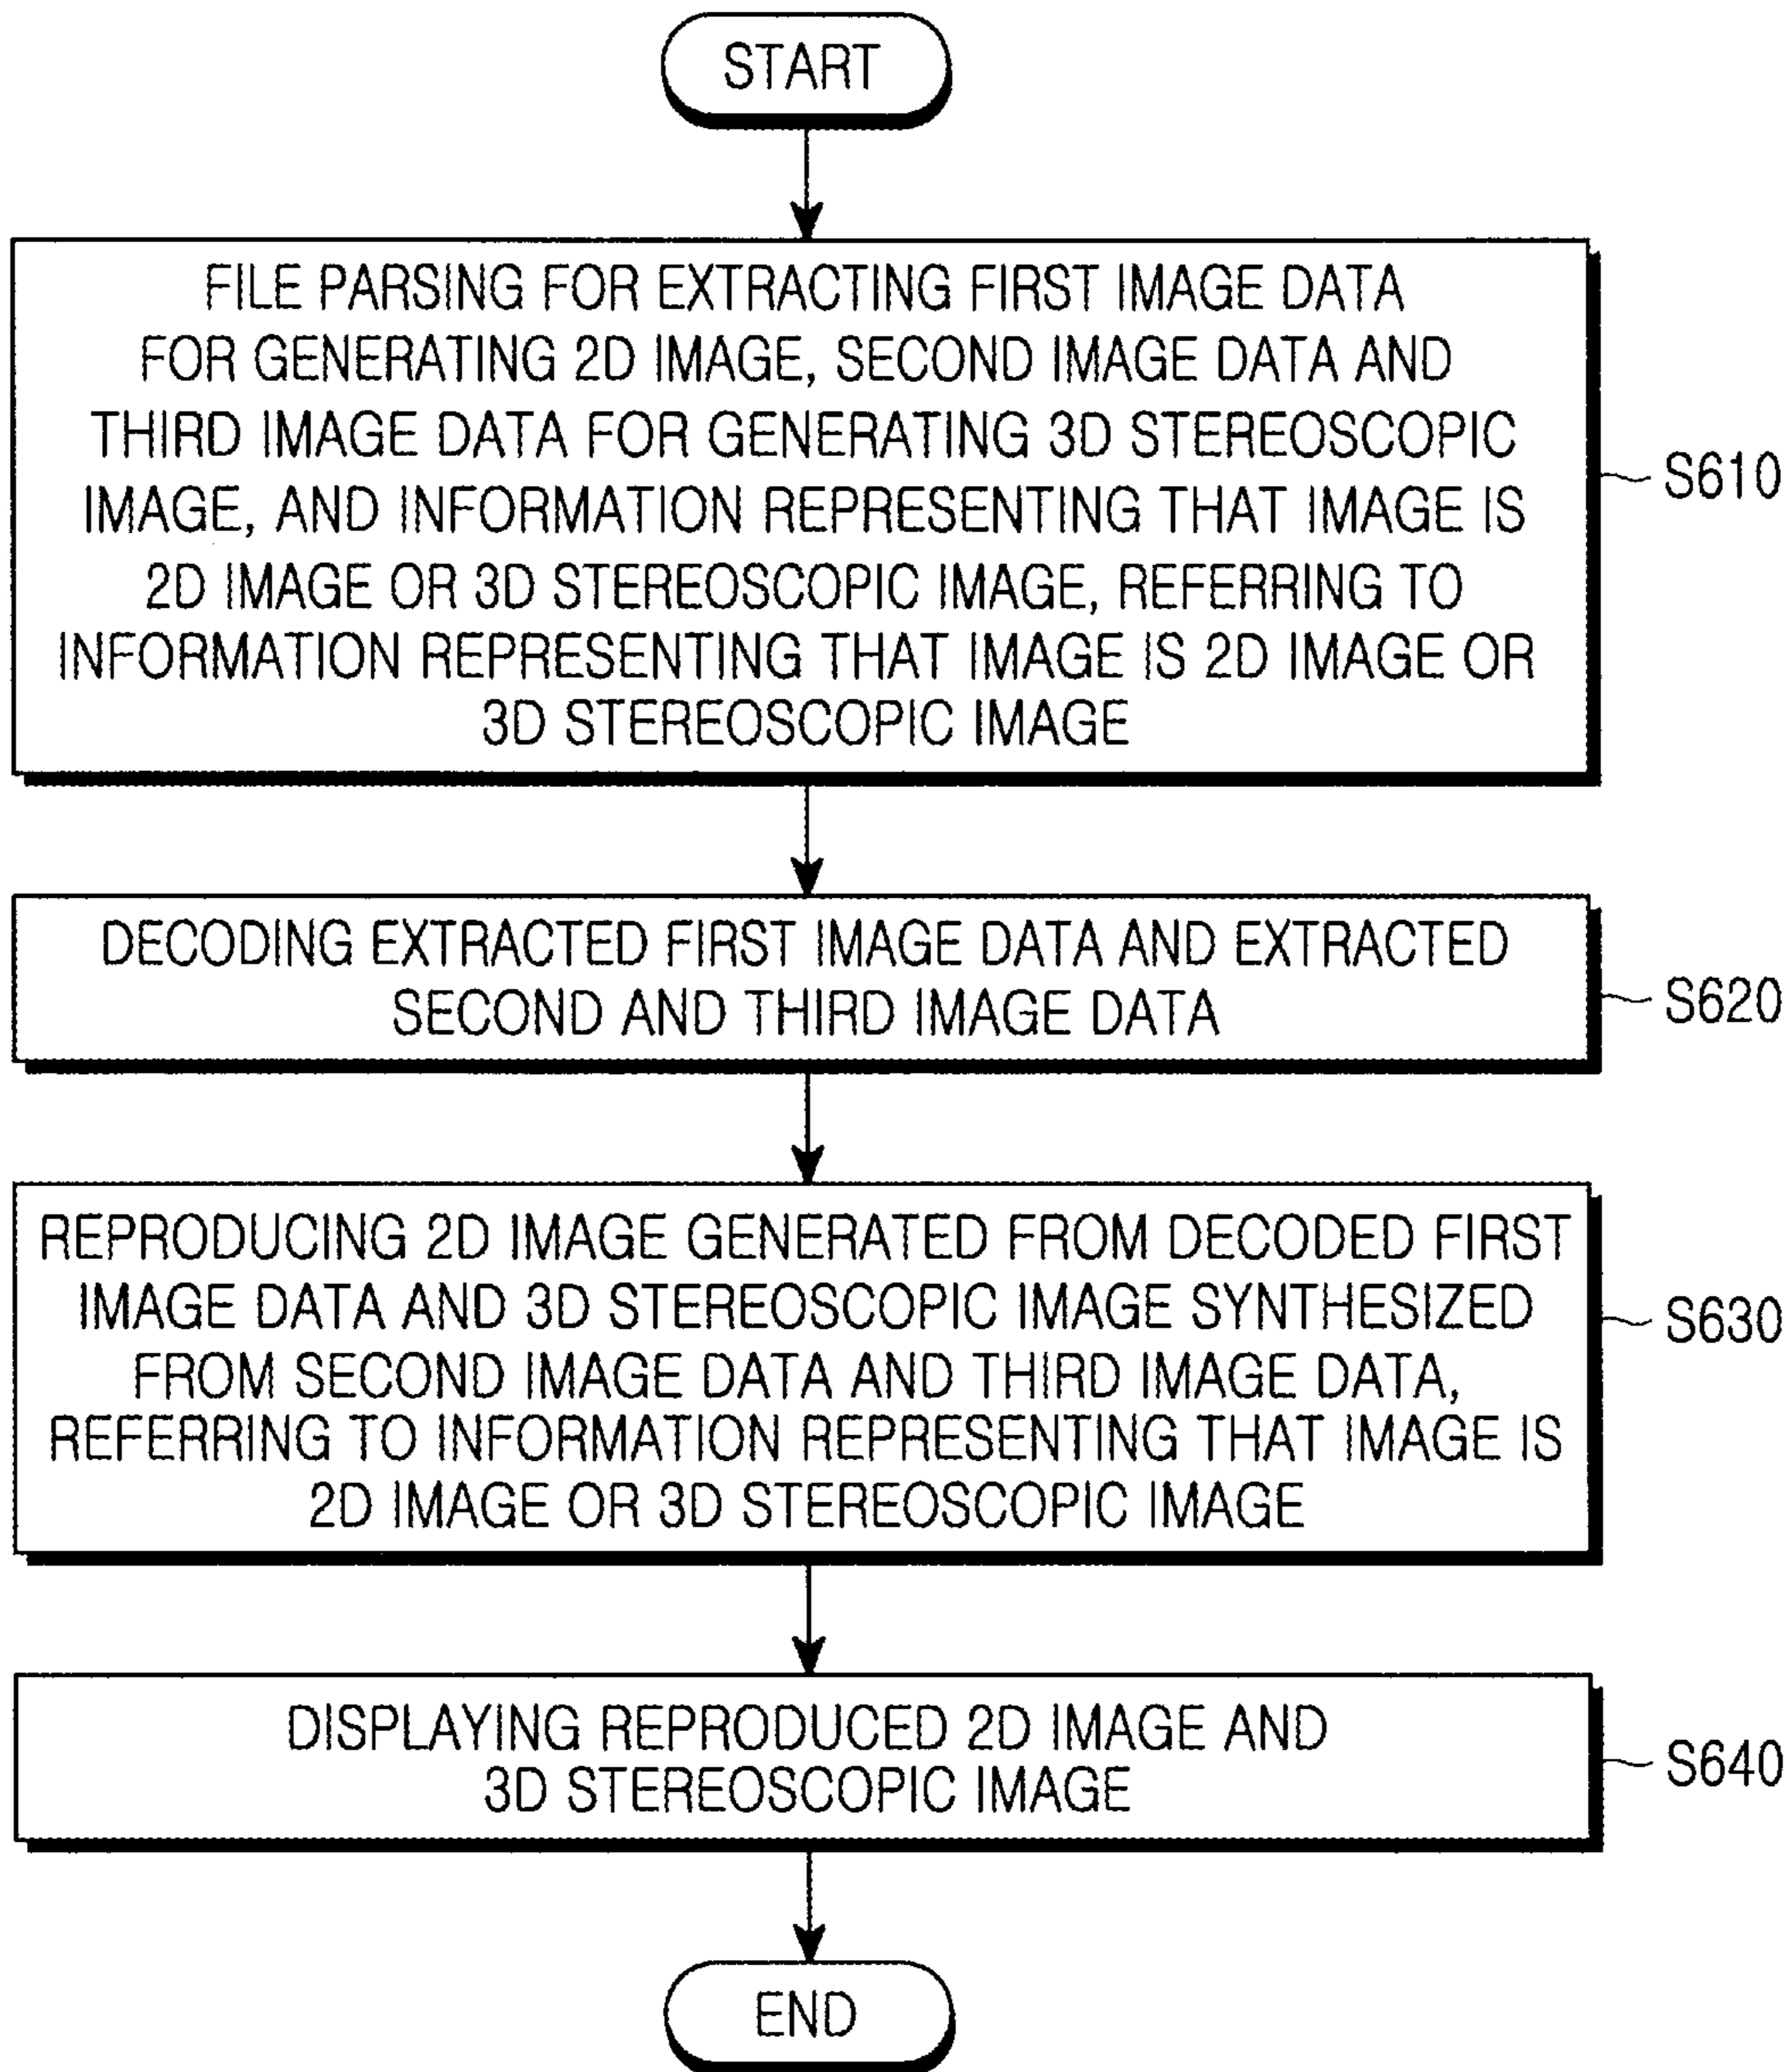 START
FILE PARSING FOR EXTRACTING FIRST IMAGE DATA
FOR GENERATING 2D IMAGE, SECOND IMAGE DATA AND
THIRD IMAGE DATA FOR GENERATING 3D STEREOSCOPIC
IMAGE, AND INFORMATION REPRESENTING THAT IMAGE IS
2D IMAGE OR 3D STEREOSCOPIC IMAGE, REFERRING TO
INFORMATION REPRESENTING THAT IMAGE IS 2D IMAGE OR
3D STEREOSCOPIC IMAGE
S610
DECODING EXTRACTED FIRST IMAGE DATA AND EXTRACTED
SECOND AND THIRD IMAGE DATA
S620
REPRODUCING 2D IMAGE GENERATED FROM DECODED FIRST
IMAGE DATA AND 3D STEREOSCOPIC IMAGE SYNTHESIZED
FROM SECOND IMAGE DATA AND THIRD IMAGE DATA,
REFERRING TO INFORMATION REPRESENTING THAT IMAGE IS
2D IMAGE OR 3D STEREOSCOPIC IMAGE
S630
DISPLAYING REPRODUCED 2D IMAGE AND
3D STEREOSCOPIC IMAGE
S640
END